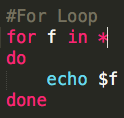 #For Loop
for f in *
do
    echo $f
done